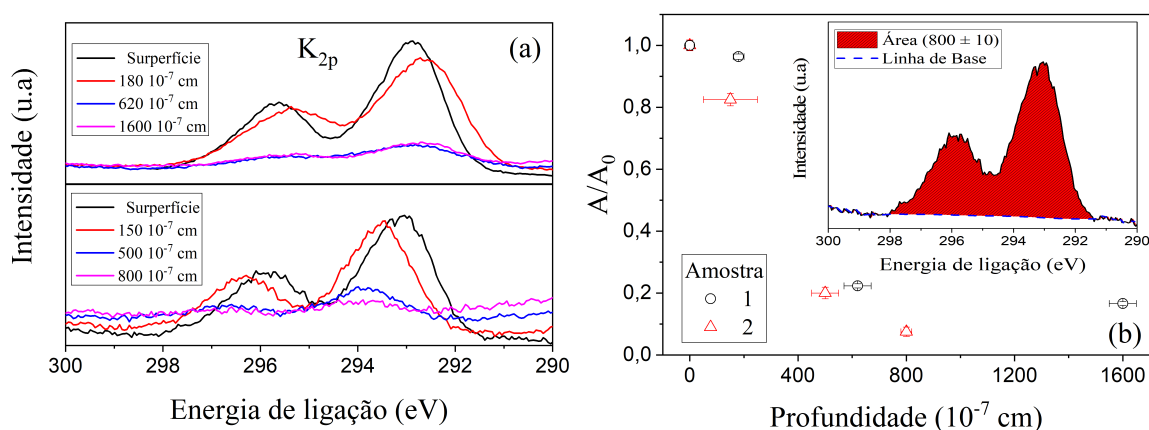 K2p
(a)
Surperfície
180 10-7 cm
620 10-7 cm
1600 10-7 cm
Surperfície
150 10-7 cm
500 10-7 cm
800 10-7 cm
Intensidade (u.a)
300 298 296 294 292 290
Energia de ligação (eV)
1,0
0,8
0,6
0,4
0,2
0,0
A/A0
Área (800 ± 10)
Linha de Base
Intensidade (u.a)
300 298 296 294 292 290
Energia de ligação (eV)
Amostra
1
2
(b)
0 400 800 1200 1600
Profundidade (10-7 cm)